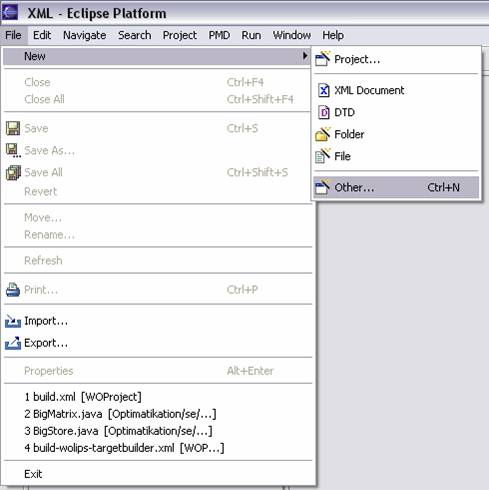 XML - Eclipse Platform
File Edit Navigate Search Project PMD Run Window Help
New
Close Ctrl+F4
Close All Ctrl+Shift+F4
Save Ctrl+S
Save As...
Save All Ctrl+Shift+S
Revert
Move...
Rename...
Refresh
Print... Ctrl+P
Import...
Export...
Properties Alt+Enter
1 build.xml [WOProject]
2 BigMatrix.java [Optimatikation/se/...]
3 BigStore.java [Optimatikation/se/...]
4 build-wolips-targetbuilder.xml [WOP...]
Exit
Project...
XML Document
DTD
Folder
File
Other... Ctrl+N